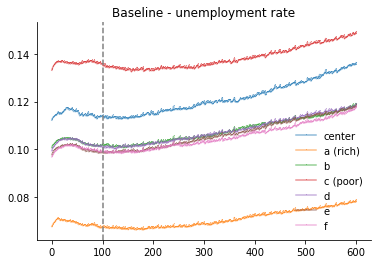 Baseline - unemployment rate
0.14
0.12
0.10
0.08
center
a (rich)
b
c (poor)
d
e
f
0 100 200 300 400 500 600